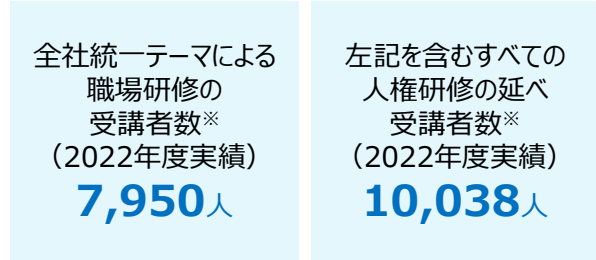 全社統一テーマによる
職場研修の
受講者数※
（2022年度実績）
7,950人
左記を含むすべての
人権研修の延べ
受講者数※
（2022年度実績）
10,038人